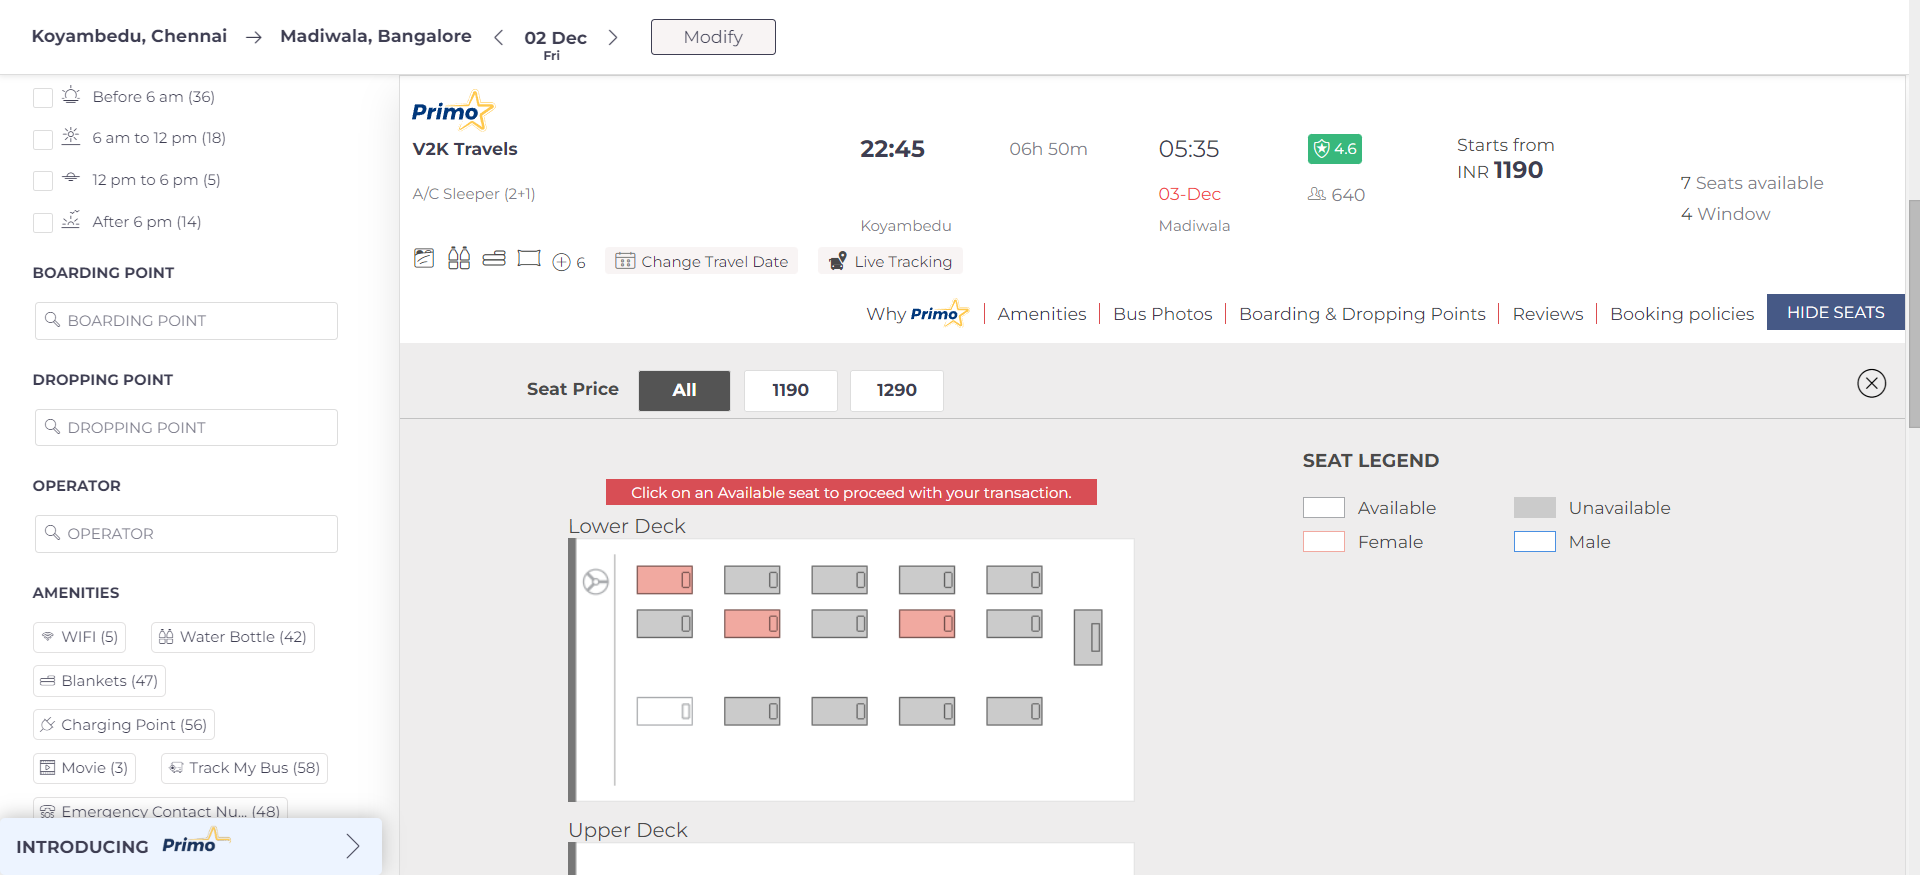 Koyambedu, Chennai → Madiwala, Bangalore < 02 Dec > Modify
Fri
Before 6 am (36)
6 am to 12 pm (18)
12 pm to 6 pm (5)
After 6 pm (14)
BOARDING POINT
BOARDING POINT
DROPPING POINT
DROPPING POINT
OPERATOR
OPERATOR
AMENITIES
WIFI (5) Water Bottle (42)
Blankets (47)
Charging Point (56)
Movie (3) Track My Bus (58)
SOS Emergency Contact Nu... (48)
INTRODUCING Primo
Primo
V2K Travels 22:45 06h 50m 05:35 4.6 Starts from
INR 1190
A/C Sleeper (2+1) 03-Dec 640 7 Seats available
4 Window
Koyambedu Madiwala
6 Change Travel Date Live Tracking
Why Primo | Amenities | Bus Photos | Boarding & Dropping Points | Reviews | Booking policies HIDE SEATS
Seat Price All 1190 1290
Click on an Available seat to proceed with your transaction.
Lower Deck
Upper Deck
SEAT LEGEND
Available Unavailable
Female Male